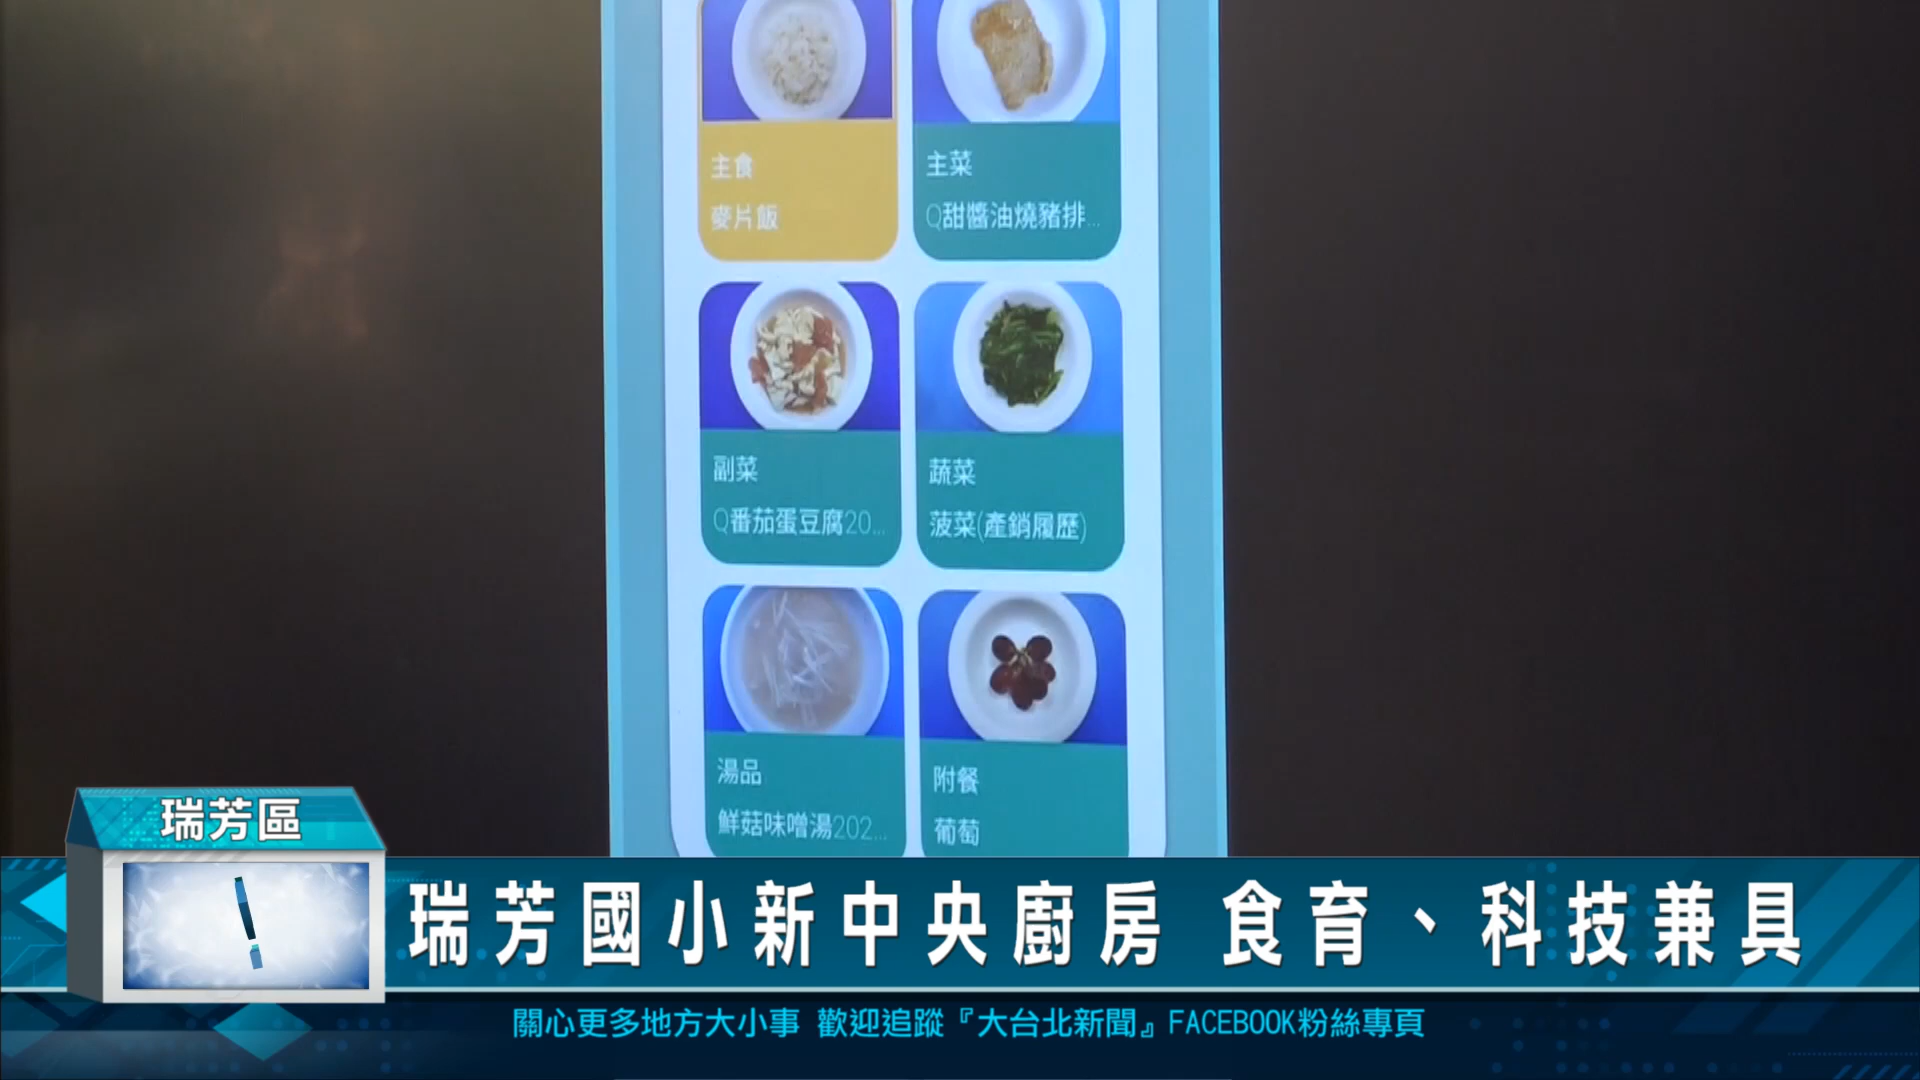 主食
麥片飯
主菜
Q甜醬油燒豬排...
副菜
Q番茄蛋豆腐20...
蔬菜
菠菜(產銷履歷)
湯品
鮮菇味噌湯202...
附餐
葡萄
瑞芳區
瑞芳國小新中央廚房 食育、科技兼具
關心更多地方大小事 歡迎追蹤『大台北新聞』FACEBOOK粉絲專頁